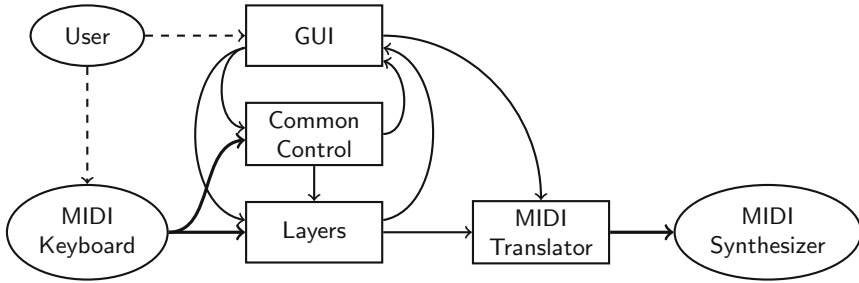 User
GUI
Common
Control
MIDI
Keyboard
Layers
MIDI
Translator
MIDI
Synthesizer